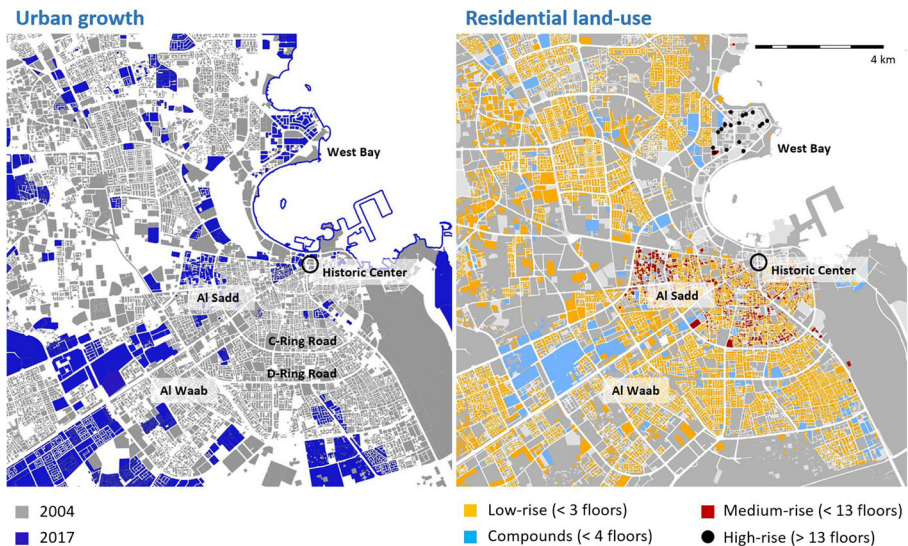 Urban growth
West Bay
Historic Center
Al Sadd
C-Ring Road
D-Ring Road
Al Waab
2004
2017
Residential land-use
4 km
West Bay
Historic Center
Al Sadd
Al Waab
Low-rise (< 3 floors)
Compounds (< 4 floors)
Medium-rise (< 13 floors)
High-rise (> 13 floors)